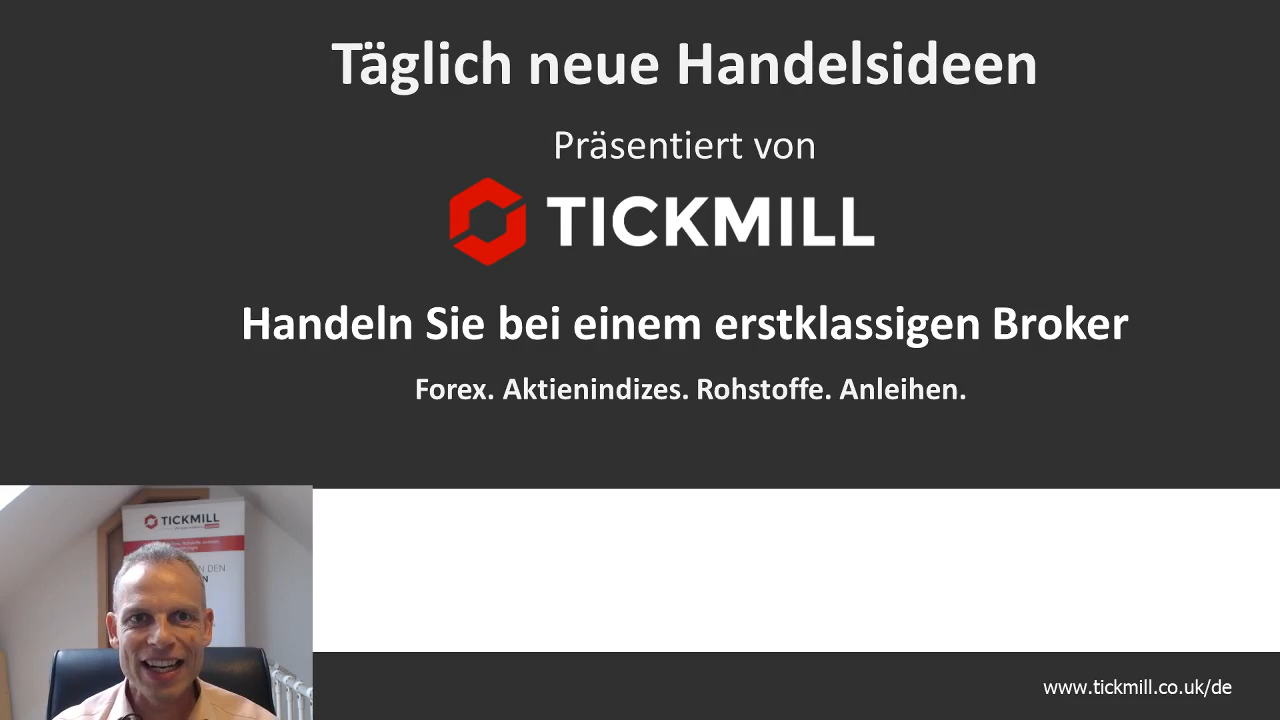 Täglich neue Handelsideen
Präsentiert von
TICKMILL
Handeln Sie bei einem erstklassigen Broker
Forex. Aktienindizes. Rohstoffe. Anleihen.
TICKMILL
N DEN
www.tickmill.co.uk/de